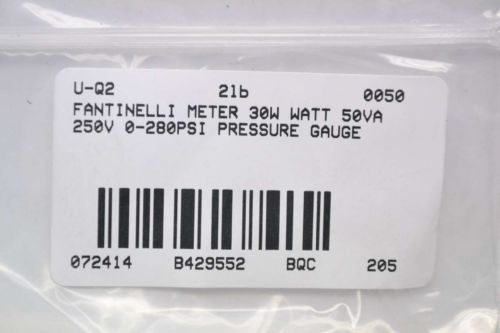 U-Q2 21b 0050
FANTINELLI METER 30W WATT 50VA
250V 0-280PSI PRESSURE GAUGE
072414 B429552 BQC 205